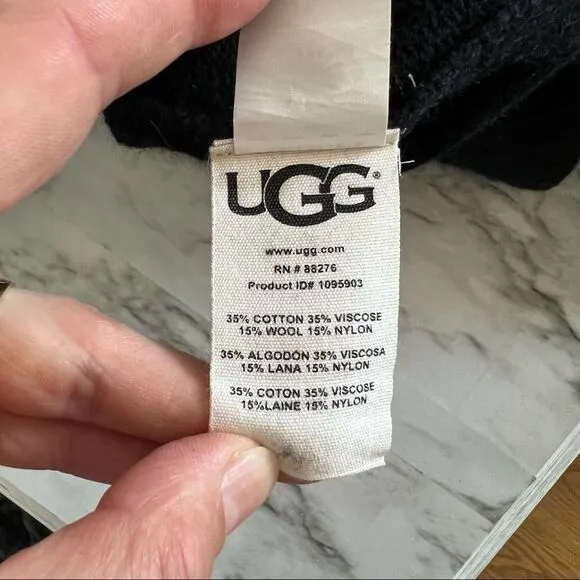 UGG®
www.ugg.com
RN # 88276
Product ID# 1095903
35% COTTON 35% VISCOSE
15% WOOL 15% NYLON
35% ALGODÓN 35% VISCOSA
15% LANA 15% NYLON
35% COTON 35% VISCOSE
15%LAINE 15% NYLON